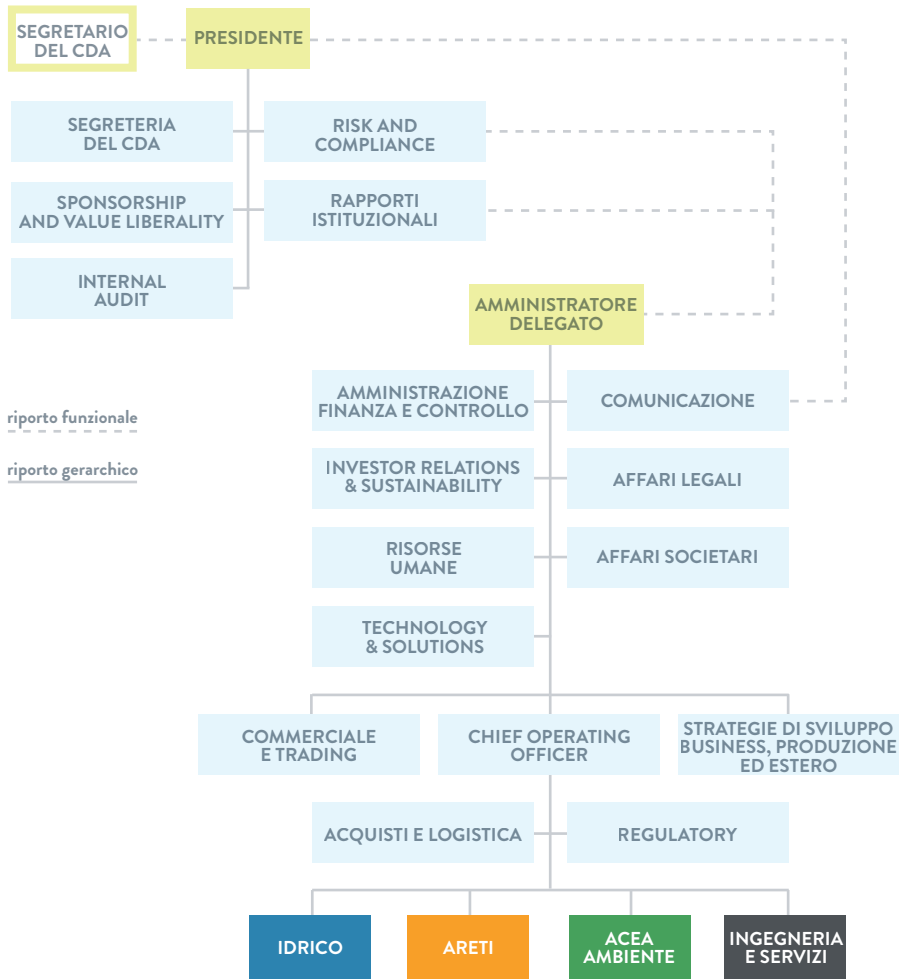 SEGRETARIO
DEL CDA
PRESIDENTE
SEGRETERIA
DEL CDA
RISK AND
COMPLIANCE
SPONSORSHIP
AND VALUE LIBERALITY
RAPPORTI
ISTITUZIONALI
INTERNAL
AUDIT
AMMINISTRATORE
DELEGATO
AMMINISTRAZIONE
FINANZA E CONTROLLO
COMUNICAZIONE
riporto funzionale
riporto gerarchico
INVESTOR RELATIONS
& SUSTAINABILITY
AFFARI LEGALI
RISORSE
UMANE
AFFARI SOCIETARI
TECHNOLOGY
& SOLUTIONS
COMMERCIALE
E TRADING
CHIEF OPERATING
OFFICER
STRATEGIE DI SVILUPPO
BUSINESS, PRODUZIONE
ED ESTERO
ACQUISTI E LOGISTICA
REGULATORY
IDRICO
ARETI
ACEA
AMBIENTE
INGEGNERIA
E SERVIZI